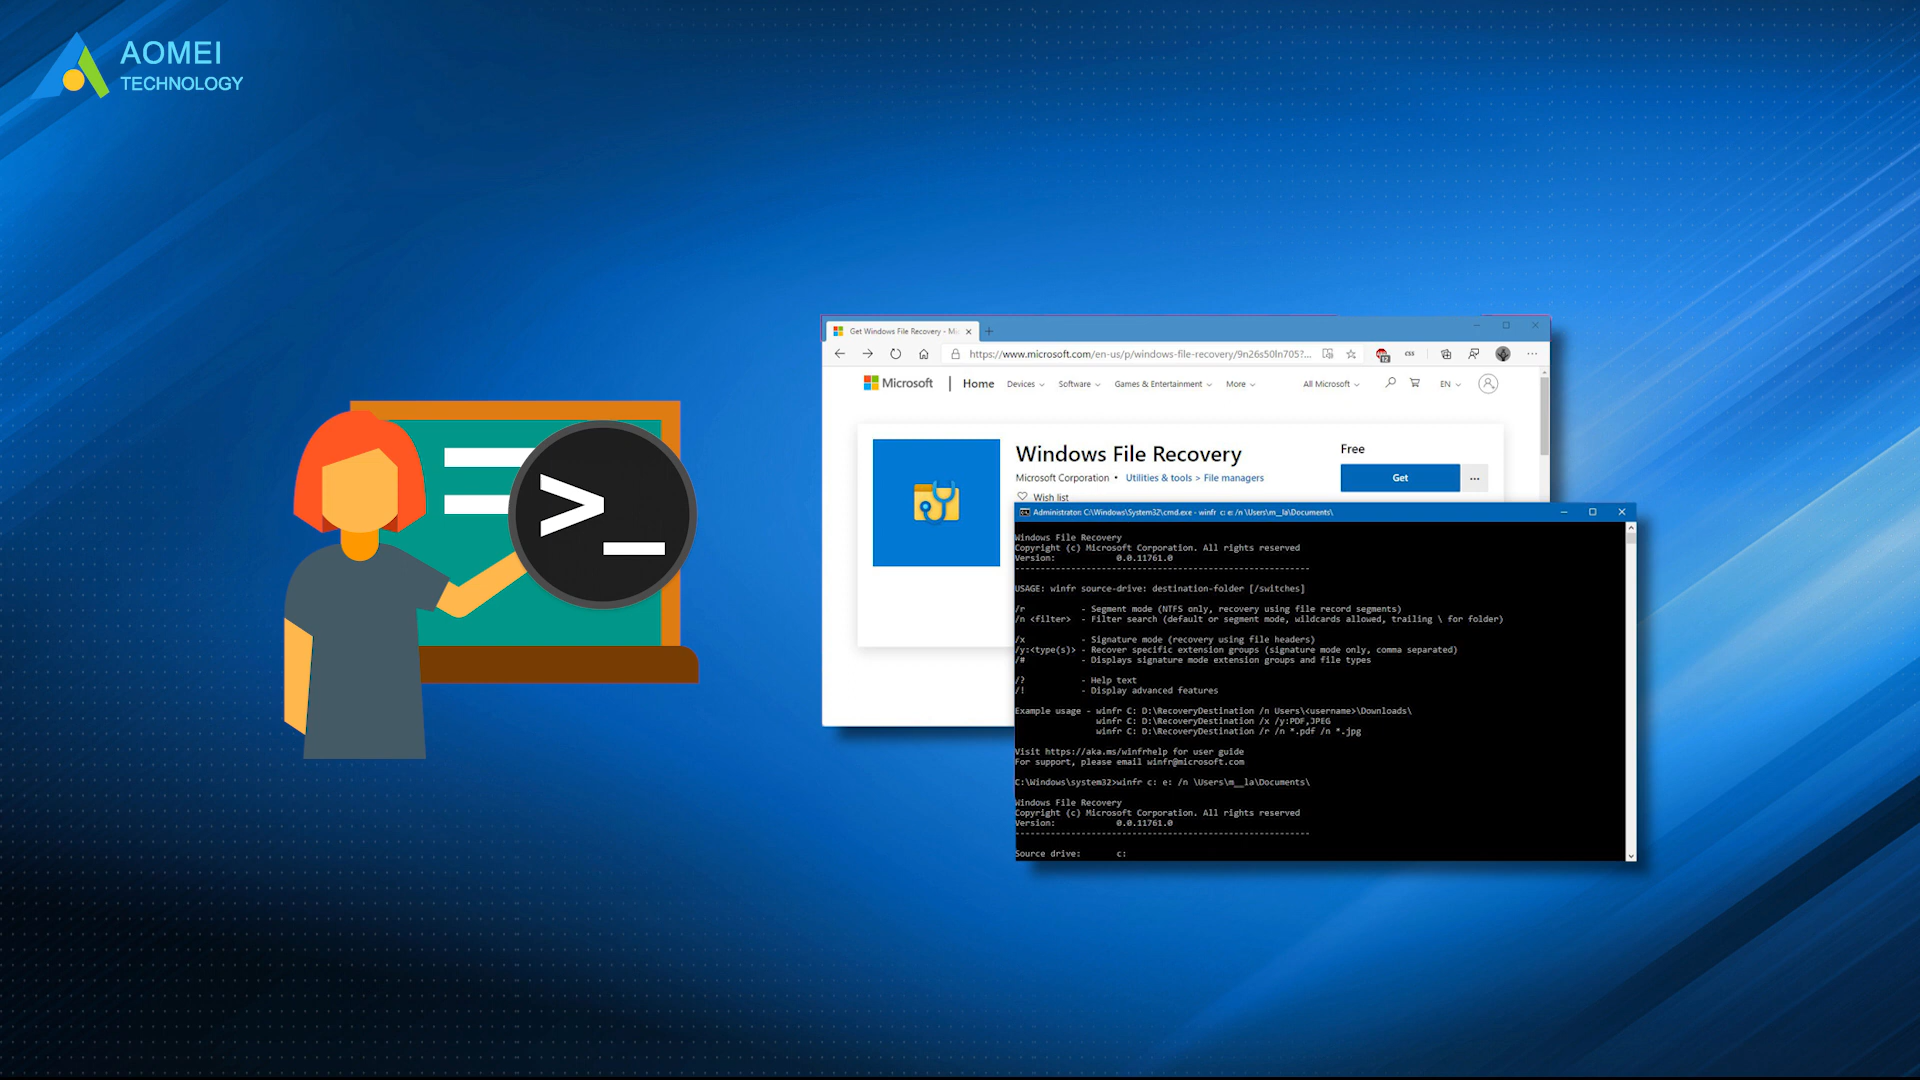 AOMEI
TECHNOLOGY
>_
Get Windows File Recovery - Mi
https://www.microsoft.com/en-us/p/windows-file-recovery/9n26s50ln705?...
12
CSS
Microsoft
Home
Devices
Software
Games & Entertainment
More
All Microsoft
EN
Windows File Recovery
Microsoft Corporation • Utilities & tools > File managers
Wish list
Free
Get
...
Administrator: C:\Windows\System32\cmd.exe - winfr c: e: /n \Users\m__la\Documents\
Windows File Recovery
Copyright (c) Microsoft Corporation. All rights reserved
Version: 0.0.11761.0
----------------------------------------------------------
USAGE: winfr source-drive: destination-folder [/switches]
/r - Segment mode (NTFS only, recovery using file record segments)
/n <filter> - Filter search (default or segment mode, wildcards allowed, trailing \ for folder)
/x - Signature mode (recovery using file headers)
/y:<type(s)> - Recover specific extension groups (signature mode only, comma separated)
/# - Displays signature mode extension groups and file types
/? - Help text
/! - Display advanced features
Example usage - winfr C: D:\RecoveryDestination /n Users\<username>\Downloads\
winfr C: D:\RecoveryDestination /x /y:PDF,JPEG
winfr C: D:\RecoveryDestination /r /n *.pdf /n *.jpg
Visit https://aka.ms/winfrhelp for user guide
For support, please email winfr@microsoft.com
C:\Windows\system32>winfr c: e: /n \Users\m__la\Documents\
Windows File Recovery
Copyright (c) Microsoft Corporation. All rights reserved
Version: 0.0.11761.0
----------------------------------------------------------
Source drive: c: